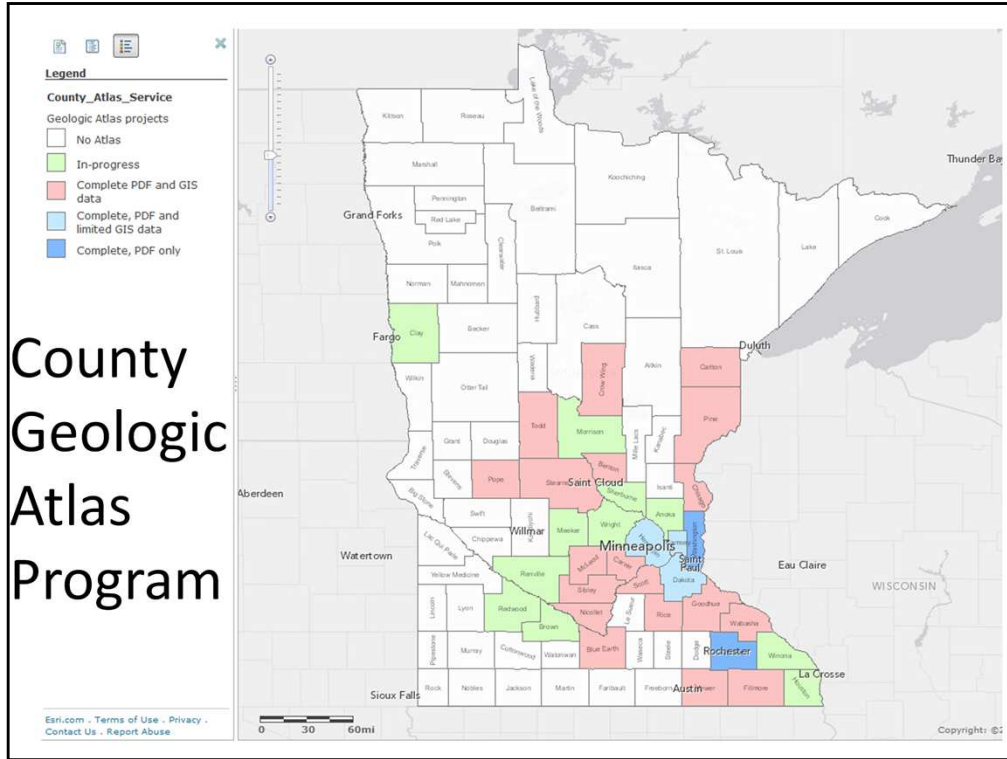 Legend
County_Atlas_Service
Geologic Atlas projects
No Atlas
In-progress
Complete PDF and GIS
data
Complete, PDF and
limited GIS data
Complete, PDF only
County
Geologic
Atlas
Program
Esri.com . Terms of Use . Privacy .
Contact Us . Report Abuse
Kittson
Roseau
Lake of the Woods
Marshall
Koochiching
Thunder Bay
Pennington
Beltrami
Cook
Grand Forks
Red Lake
Polk
Clearwater
St. Louis
Lake
Itasca
Norman
Mahnomen
Hubbard
Cass
Fargo
Clay
Becker
Duluth
Wadena
Crow Wing
Aitkin
Carlton
Wilkin
Otter Tail
Pine
Todd
Morrison
Mille Lacs
Kanabec
Grant
Douglas
Traverse
Benton
Stevens
Pope
Stearns
Saint Cloud
Isanti
Chisago
Aberdeen
Big Stone
Sherburne
Swift
Anoka
Willmar
Kandiyohi
Meeker
Wright
Washington
Lac Qui Parle
Chippewa
Minneapolis
Hennepin
Ramsey
Watertown
Saint
Paul
Eau Claire
Yellow Medicine
Renville
McLeod
Carver
Scott
Dakota
WISCONSIN
Sibley
Lincoln
Lyon
Redwood
Nicollet
Le Sueur
Rice
Goodhue
Brown
Wabasha
Pipestone
Murray
Cottonwood
Watonwan
Blue Earth
Waseca
Steele
Dodge
Rochester
Winona
La Crosse
Sioux Falls
Rock
Nobles
Jackson
Martin
Faribault
Freeborn
Austin
Mower
Fillmore
Houston
0 30 60mi
Copyright: ©2